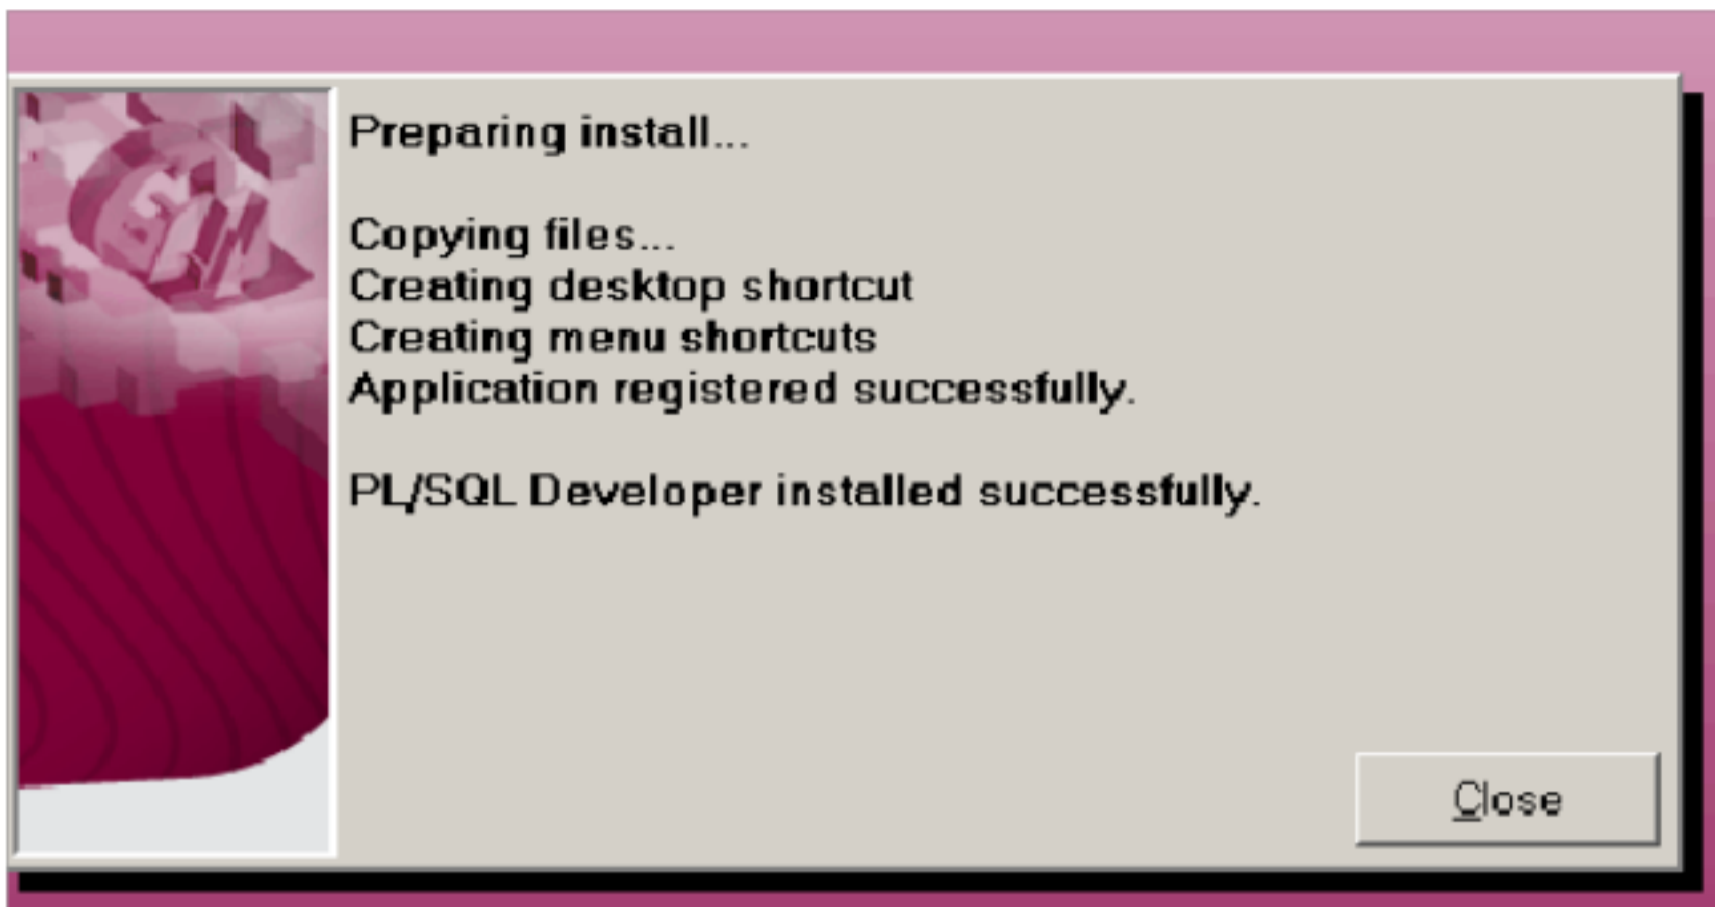 Preparing install...
Copying files...
Creating desktop shortcut
Creating menu shortcuts
Application registered successfully.
PL/SQL Developer installed successfully.
Close